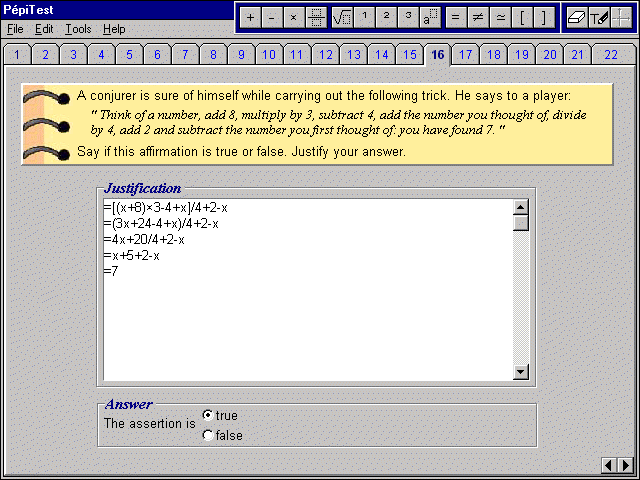 PépiTest
File Edit Tools Help
+ - × √ ¹ ² ³ a = ≠ ≃ [ ] T
1 2 3 4 5 6 7 8 9 10 11 12 13 14 15 16 17 18 19 20 21 22
A conjurer is sure of himself while carrying out the following trick. He says to a player:
" Think of a number, add 8, multiply by 3, subtract 4, add the number you thought of, divide
by 4, add 2 and subtract the number you first thought of: you have found 7. "
Say if this affirmation is true or false. Justify your answer.
Justification
=[(x+8)×3-4+x]/4+2-x
=(3x+24-4+x)/4+2-x
=4x+20/4+2-x
=x+5+2-x
=7
Answer
The assertion is
true
false